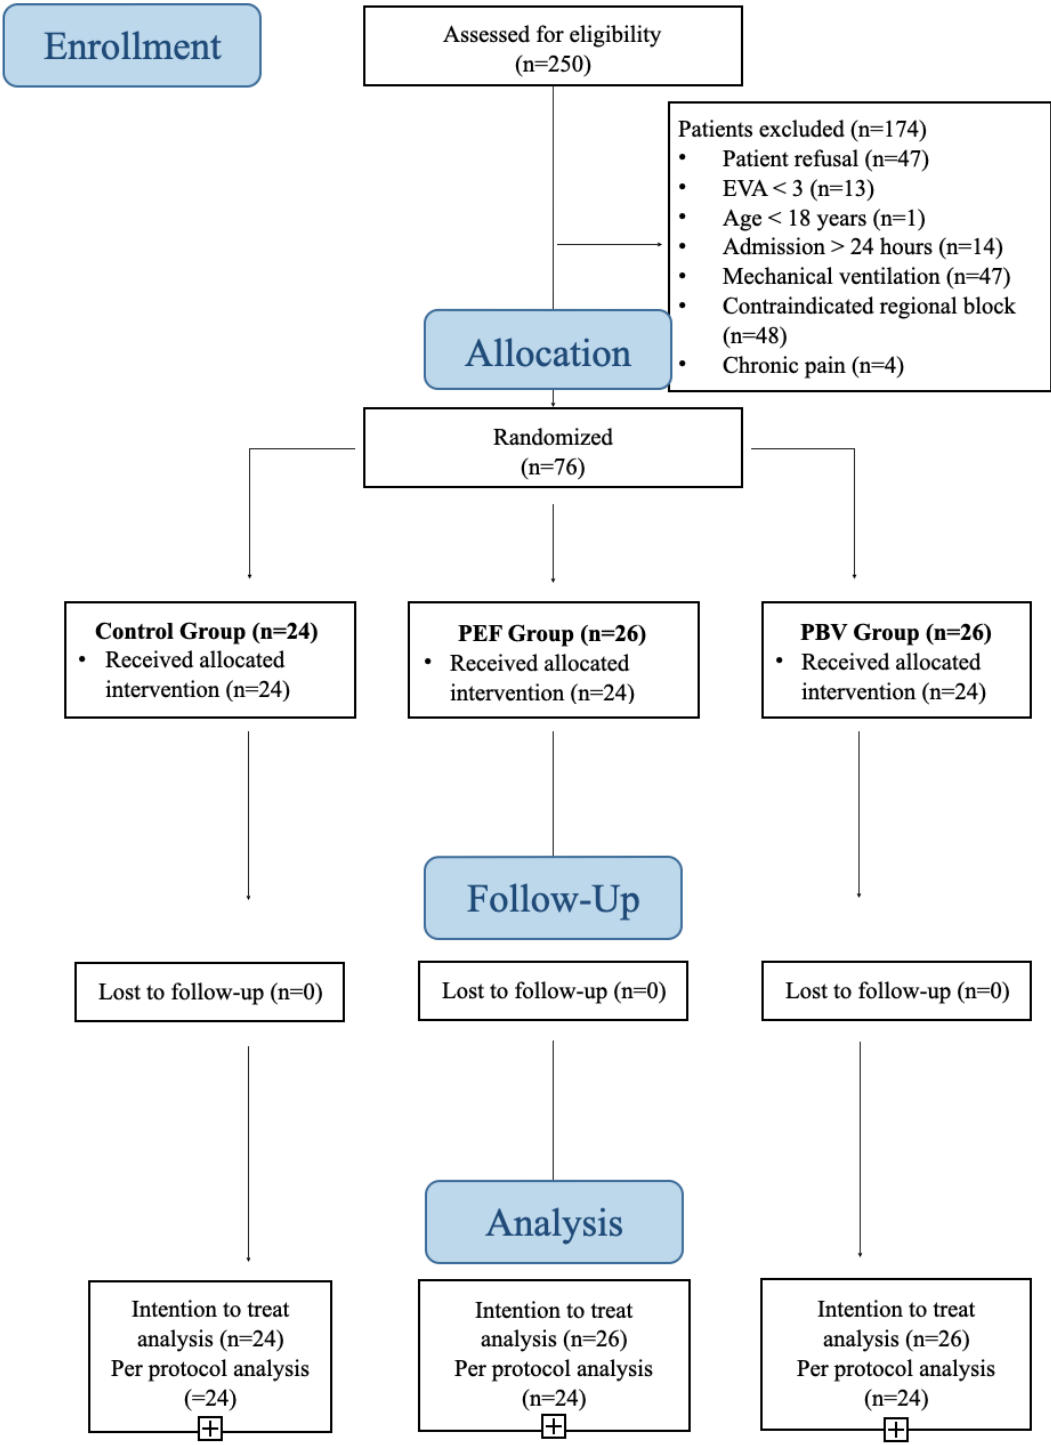 Enrollment
Assessed for eligibility
(n=250)
Patients excluded (n=174)
• Patient refusal (n=47)
• EVA < 3 (n=13)
• Age < 18 years (n=1)
• Admission > 24 hours (n=14)
• Mechanical ventilation (n=47)
• Contraindicated regional block
(n=48)
• Chronic pain (n=4)
Allocation
Randomized
(n=76)
Control Group (n=24)
• Received allocated
intervention (n=24)
PEF Group (n=26)
• Received allocated
intervention (n=24)
PBV Group (n=26)
• Received allocated
intervention (n=24)
Follow-Up
Lost to follow-up (n=0)
Lost to follow-up (n=0)
Lost to follow-up (n=0)
Analysis
Intention to treat
analysis (n=24)
Per protocol analysis
(=24)
Intention to treat
analysis (n=26)
Per protocol analysis
(n=24)
Intention to treat
analysis (n=26)
Per protocol analysis
(n=24)